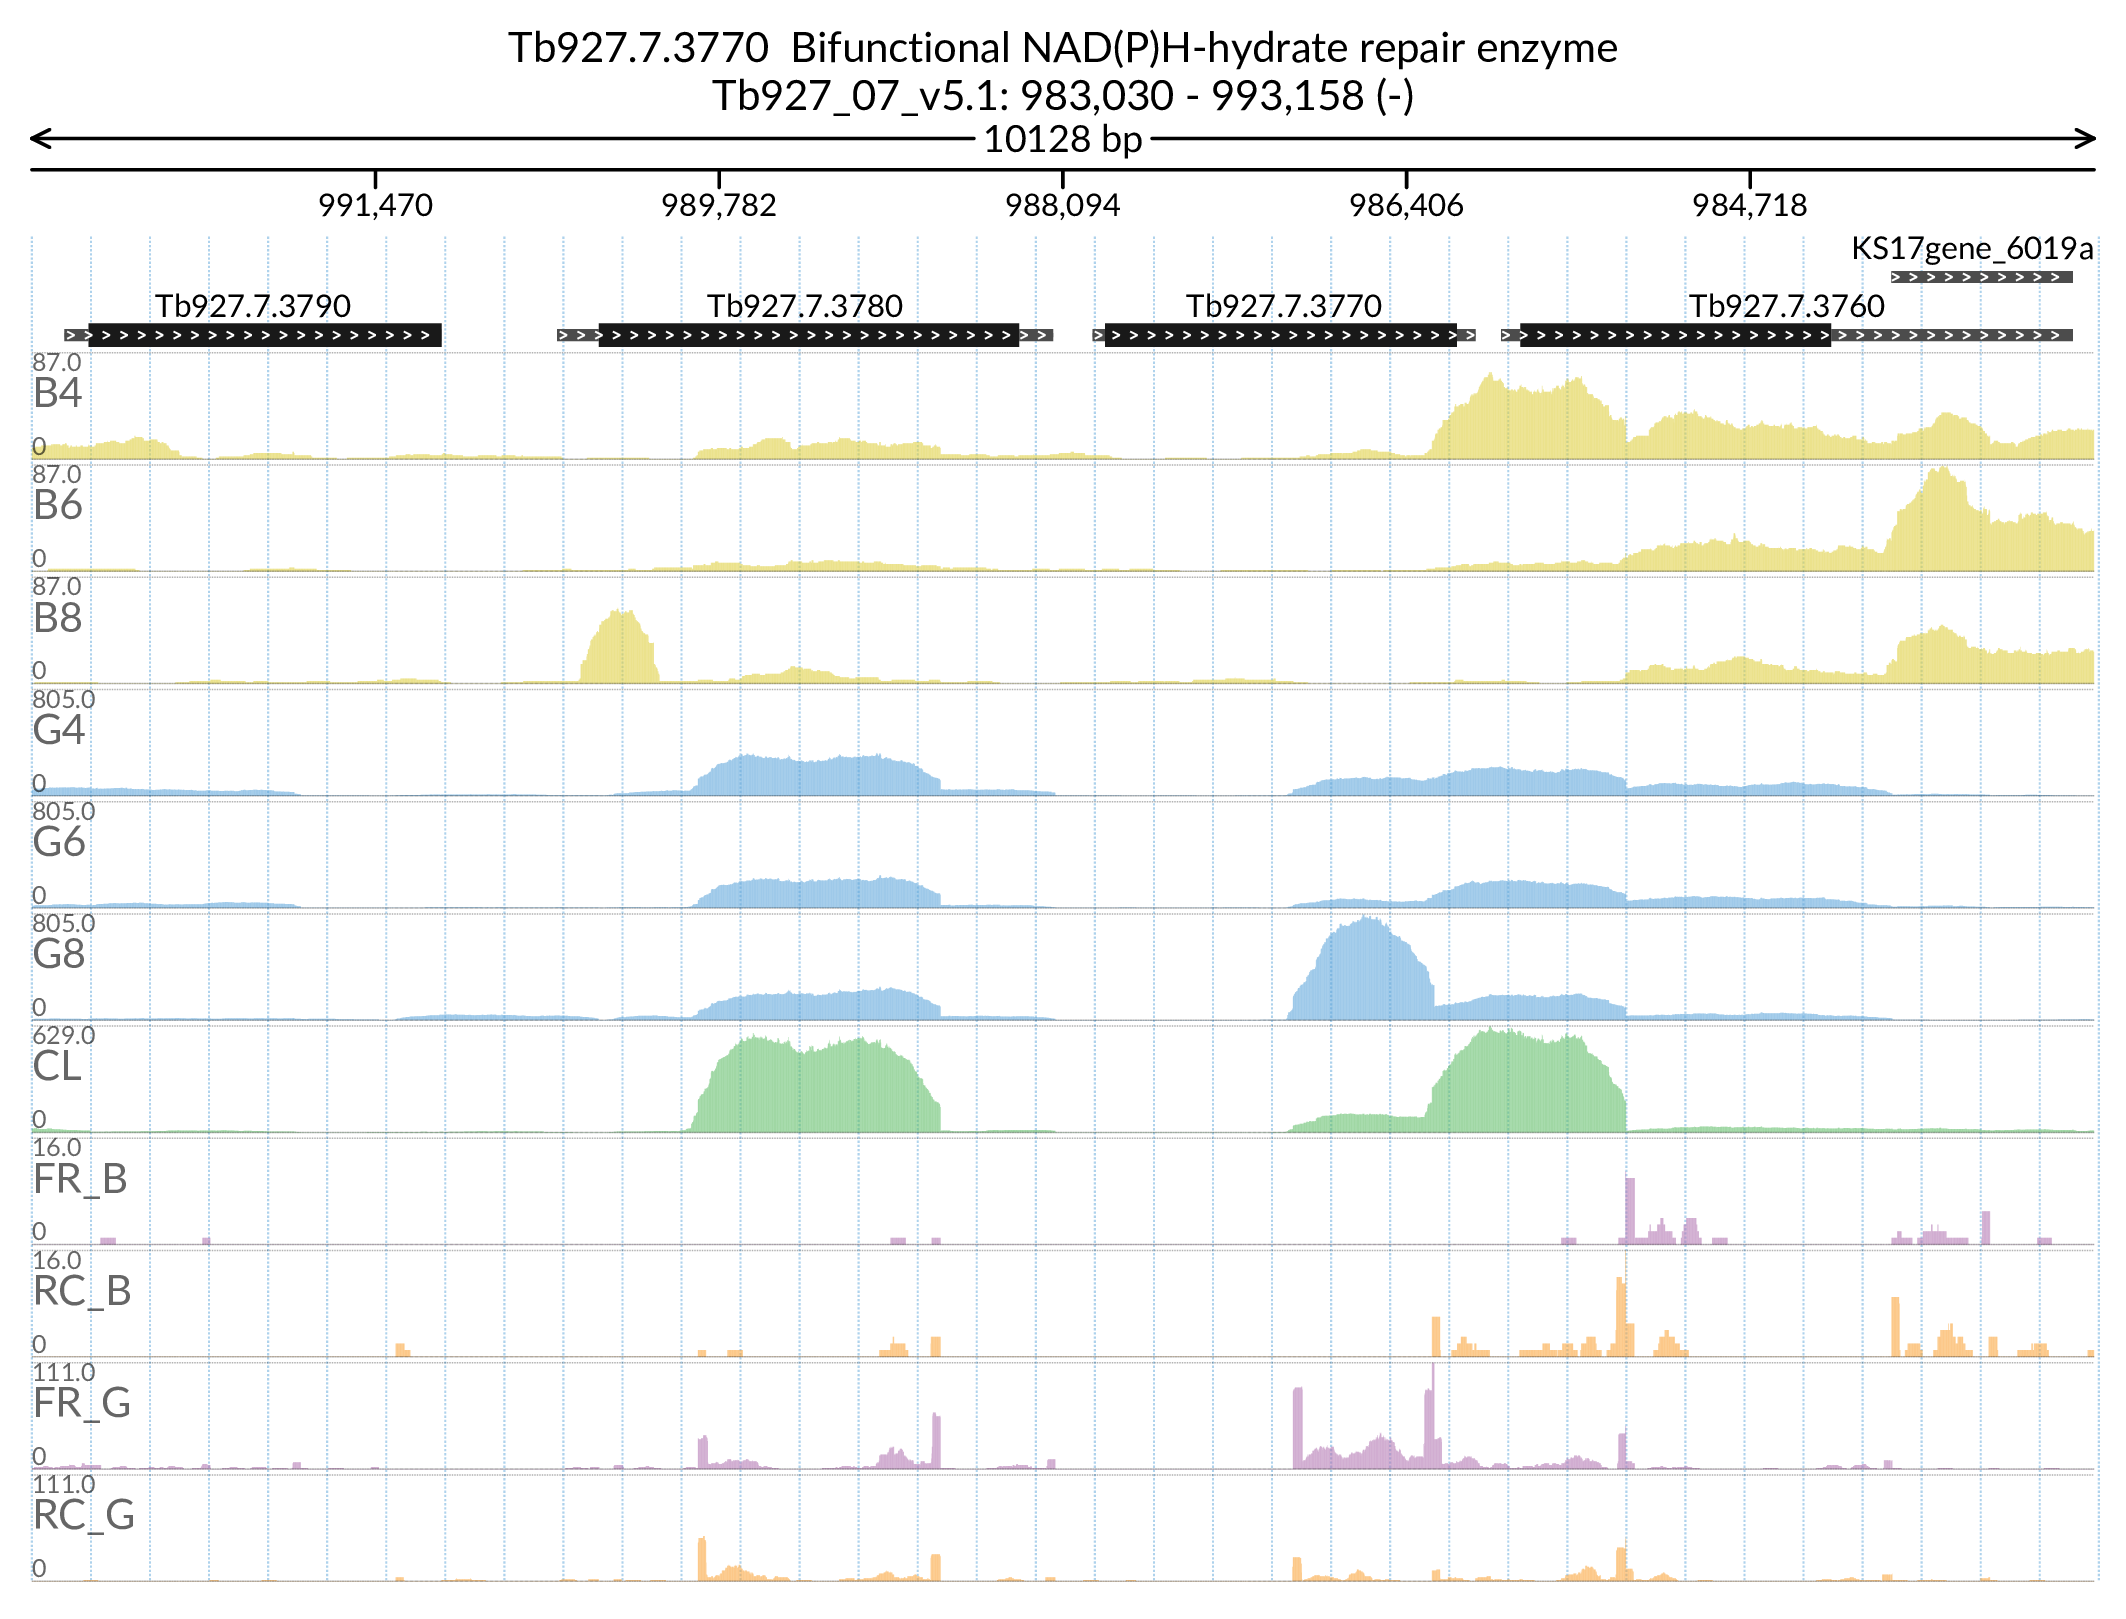 Tb927.7.3770  Bifunctional NAD(P)H-hydrate repair enzyme
Tb927_07_v5.1: 983,030 - 993,158 (-)
10128 bp
991,470 989,782 988,094 986,406 984,718
KS17gene_6019a
Tb927.7.3790 Tb927.7.3780 Tb927.7.3770 Tb927.7.3760
87.0
B4
0
87.0
B6
0
87.0
B8
0
805.0
G4
0
805.0
G6
0
805.0
G8
0
629.0
CL
0
16.0
FR_B
0
16.0
RC_B
0
111.0
FR_G
0
111.0
RC_G
0